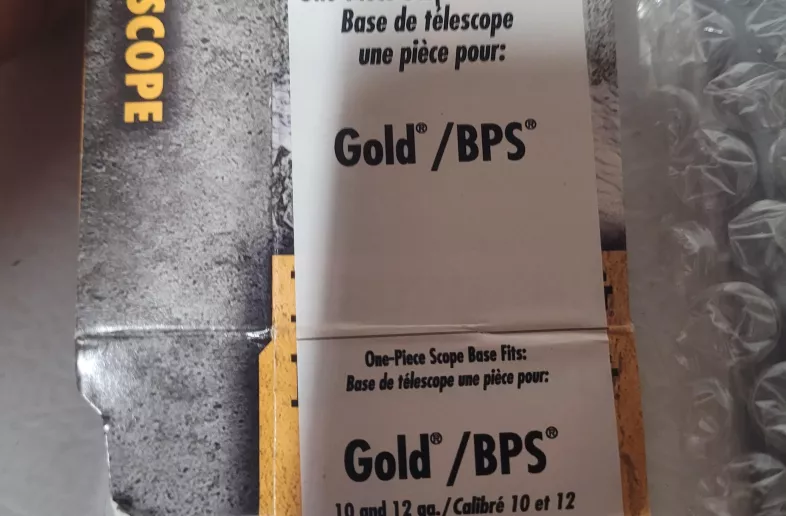 SCOPE
Base de télescope
une pièce pour:
Gold®/BPS®
One-Piece Scope Base Fits:
Base de télescope une pièce pour:
Gold®/BPS®
10 and 12 ga./Calibré 10 et 12